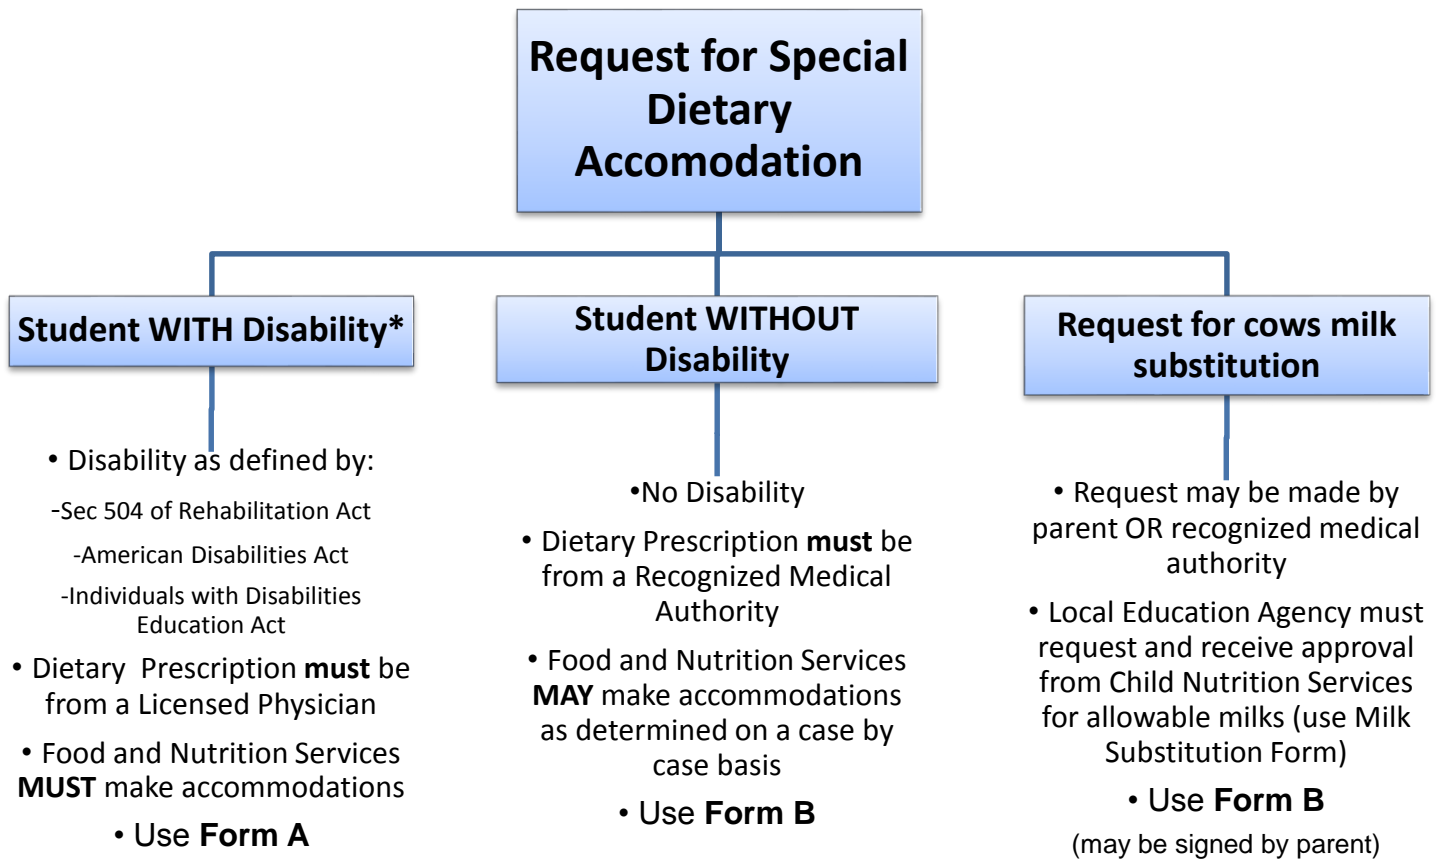 Request for Special
Dietary
Accomodation
Student WITH Disability*
• Disability as defined by:
-Sec 504 of Rehabilitation Act
-American Disabilities Act
-Individuals with Disabilities
Education Act
• Dietary Prescription must be
from a Licensed Physician
• Food and Nutrition Services
MUST make accommodations
• Use Form A
Student WITHOUT
Disability
•No Disability
• Dietary Prescription must be
from a Recognized Medical
Authority
• Food and Nutrition Services
MAY make accommodations
as determined on a case by
case basis
• Use Form B
Request for cows milk
substitution
• Request may be made by
parent OR recognized medical
authority
• Local Education Agency must
request and receive approval
from Child Nutrition Services
for allowable milks (use Milk
Substitution Form)
• Use Form B
(may be signed by parent)